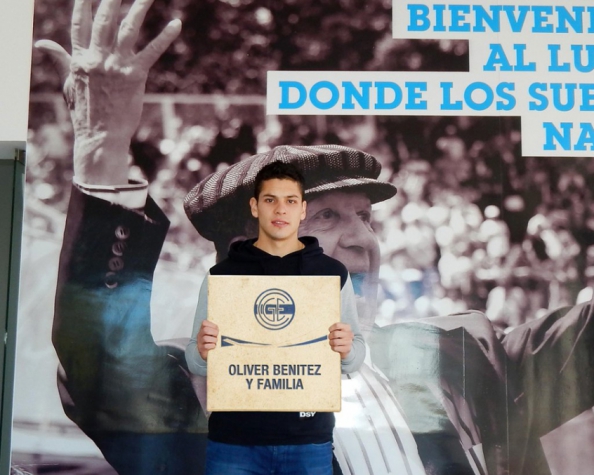 BIENVENI
AL LU
DONDE LOS SUE
NA
OLIVER BENITEZ
Y FAMILIA
DSY